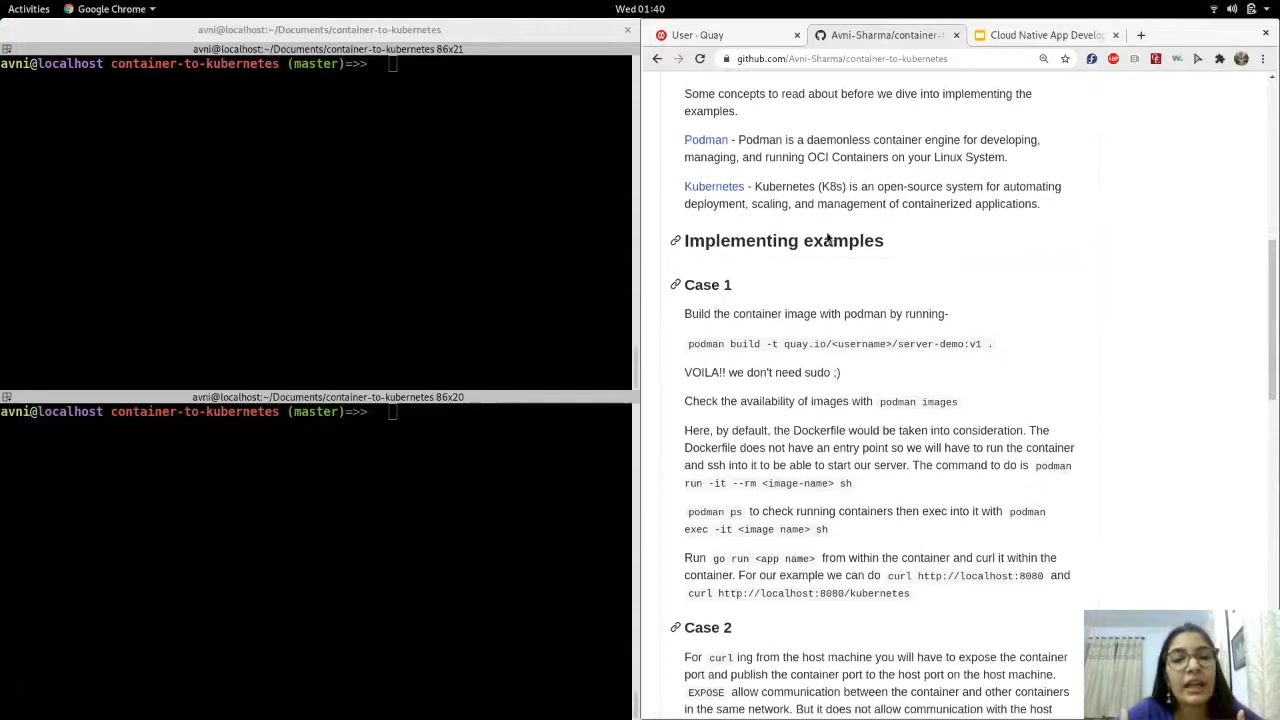 Activities
Google Chrome
Wed 01:40
avni@localhost:~/Documents/container-to-kubernetes
avni@localhost:~/Documents/container-to-kubernetes 86x21
avni@localhost container-to-kubernetes (master)=>>
avni@localhost:~/Documents/container-to-kubernetes 86x20
avni@localhost container-to-kubernetes (master)=>>
User · Quay
Avni-Sharma/container-t
Cloud Native App Develop
github.com/Avni-Sharma/container-to-kubernetes
Some concepts to read about before we dive into implementing the
examples.
Podman - Podman is a daemonless container engine for developing,
managing, and running OCI Containers on your Linux System.
Kubernetes - Kubernetes (K8s) is an open-source system for automating
deployment, scaling, and management of containerized applications.
Implementing examples
Case 1
Build the container image with podman by running-
podman build -t quay.io/<username>/server-demo:v1 .
VOILA!! we don't need sudo ;)
Check the availability of images with podman images
Here, by default, the Dockerfile would be taken into consideration. The
Dockerfile does not have an entry point so we will have to run the container
and ssh into it to be able to start our server. The command to do is podman
run -it --rm <image-name> sh
podman ps to check running containers then exec into it with podman
exec -it <image name> sh
Run go run <app name> from within the container and curl it within the
container. For our example we can do curl http://localhost:8080 and
curl http://localhost:8080/kubernetes
Case 2
For curling from the host machine you will have to expose the container
port and publish the container port to the host port on the host machine.
EXPOSE allow communication between the container and other containers
in the same network. But it does not allow communication with the host